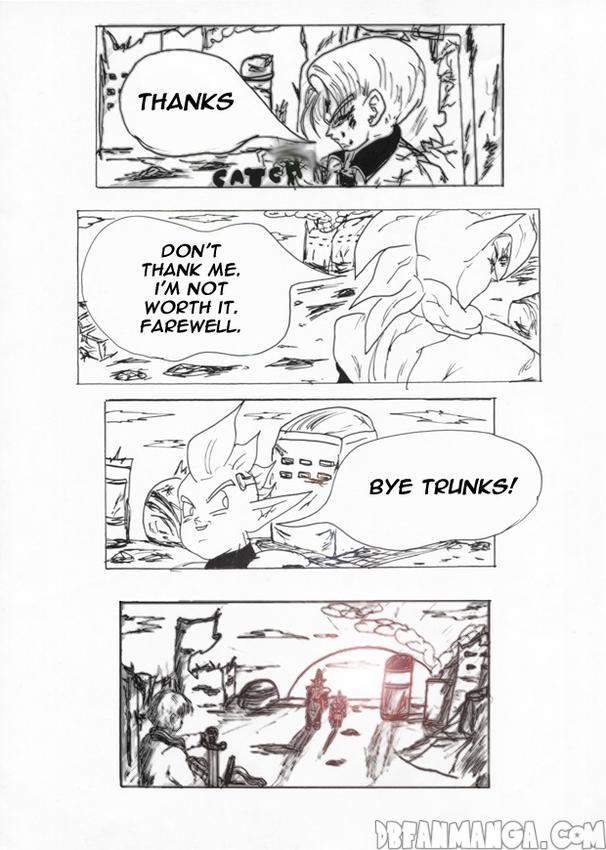 THANKS
CATCH
DON'T
THANK ME.
I'M NOT
WORTH IT.
FAREWELL.
BYE TRUNKS!
DBFANMANGA.COM